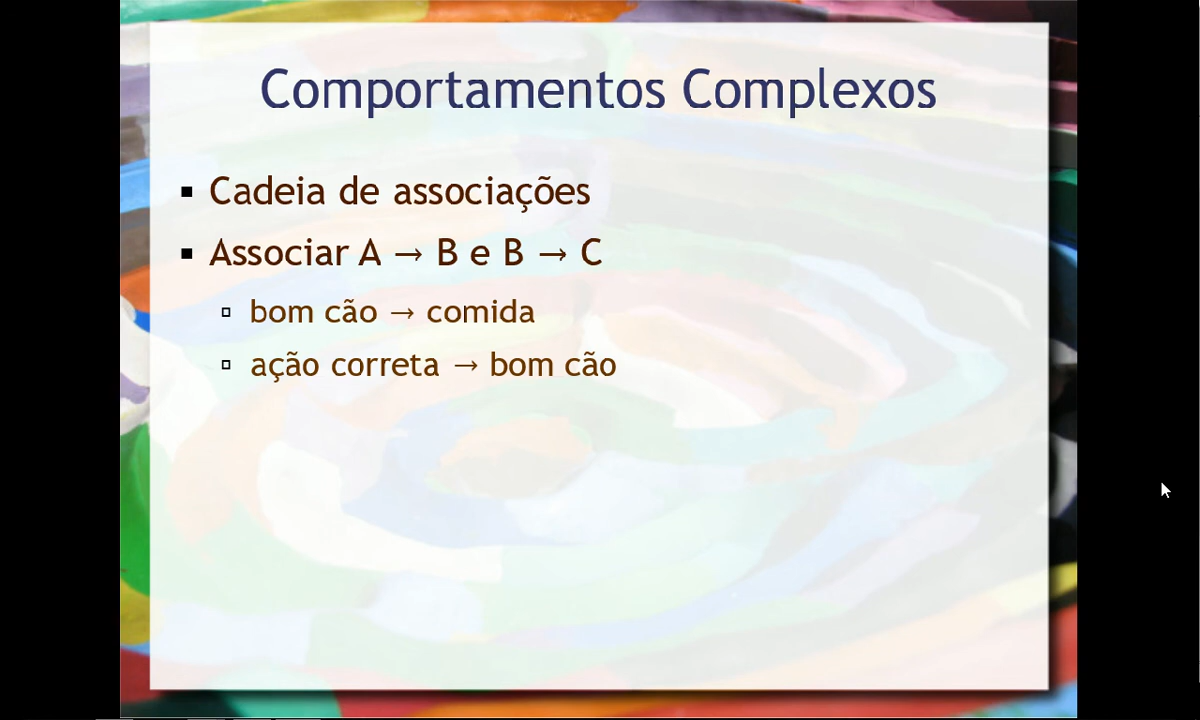 Comportamentos Complexos
Cadeia de associações
Associar A → B e B → C
bom cão → comida
ação correta → bom cão